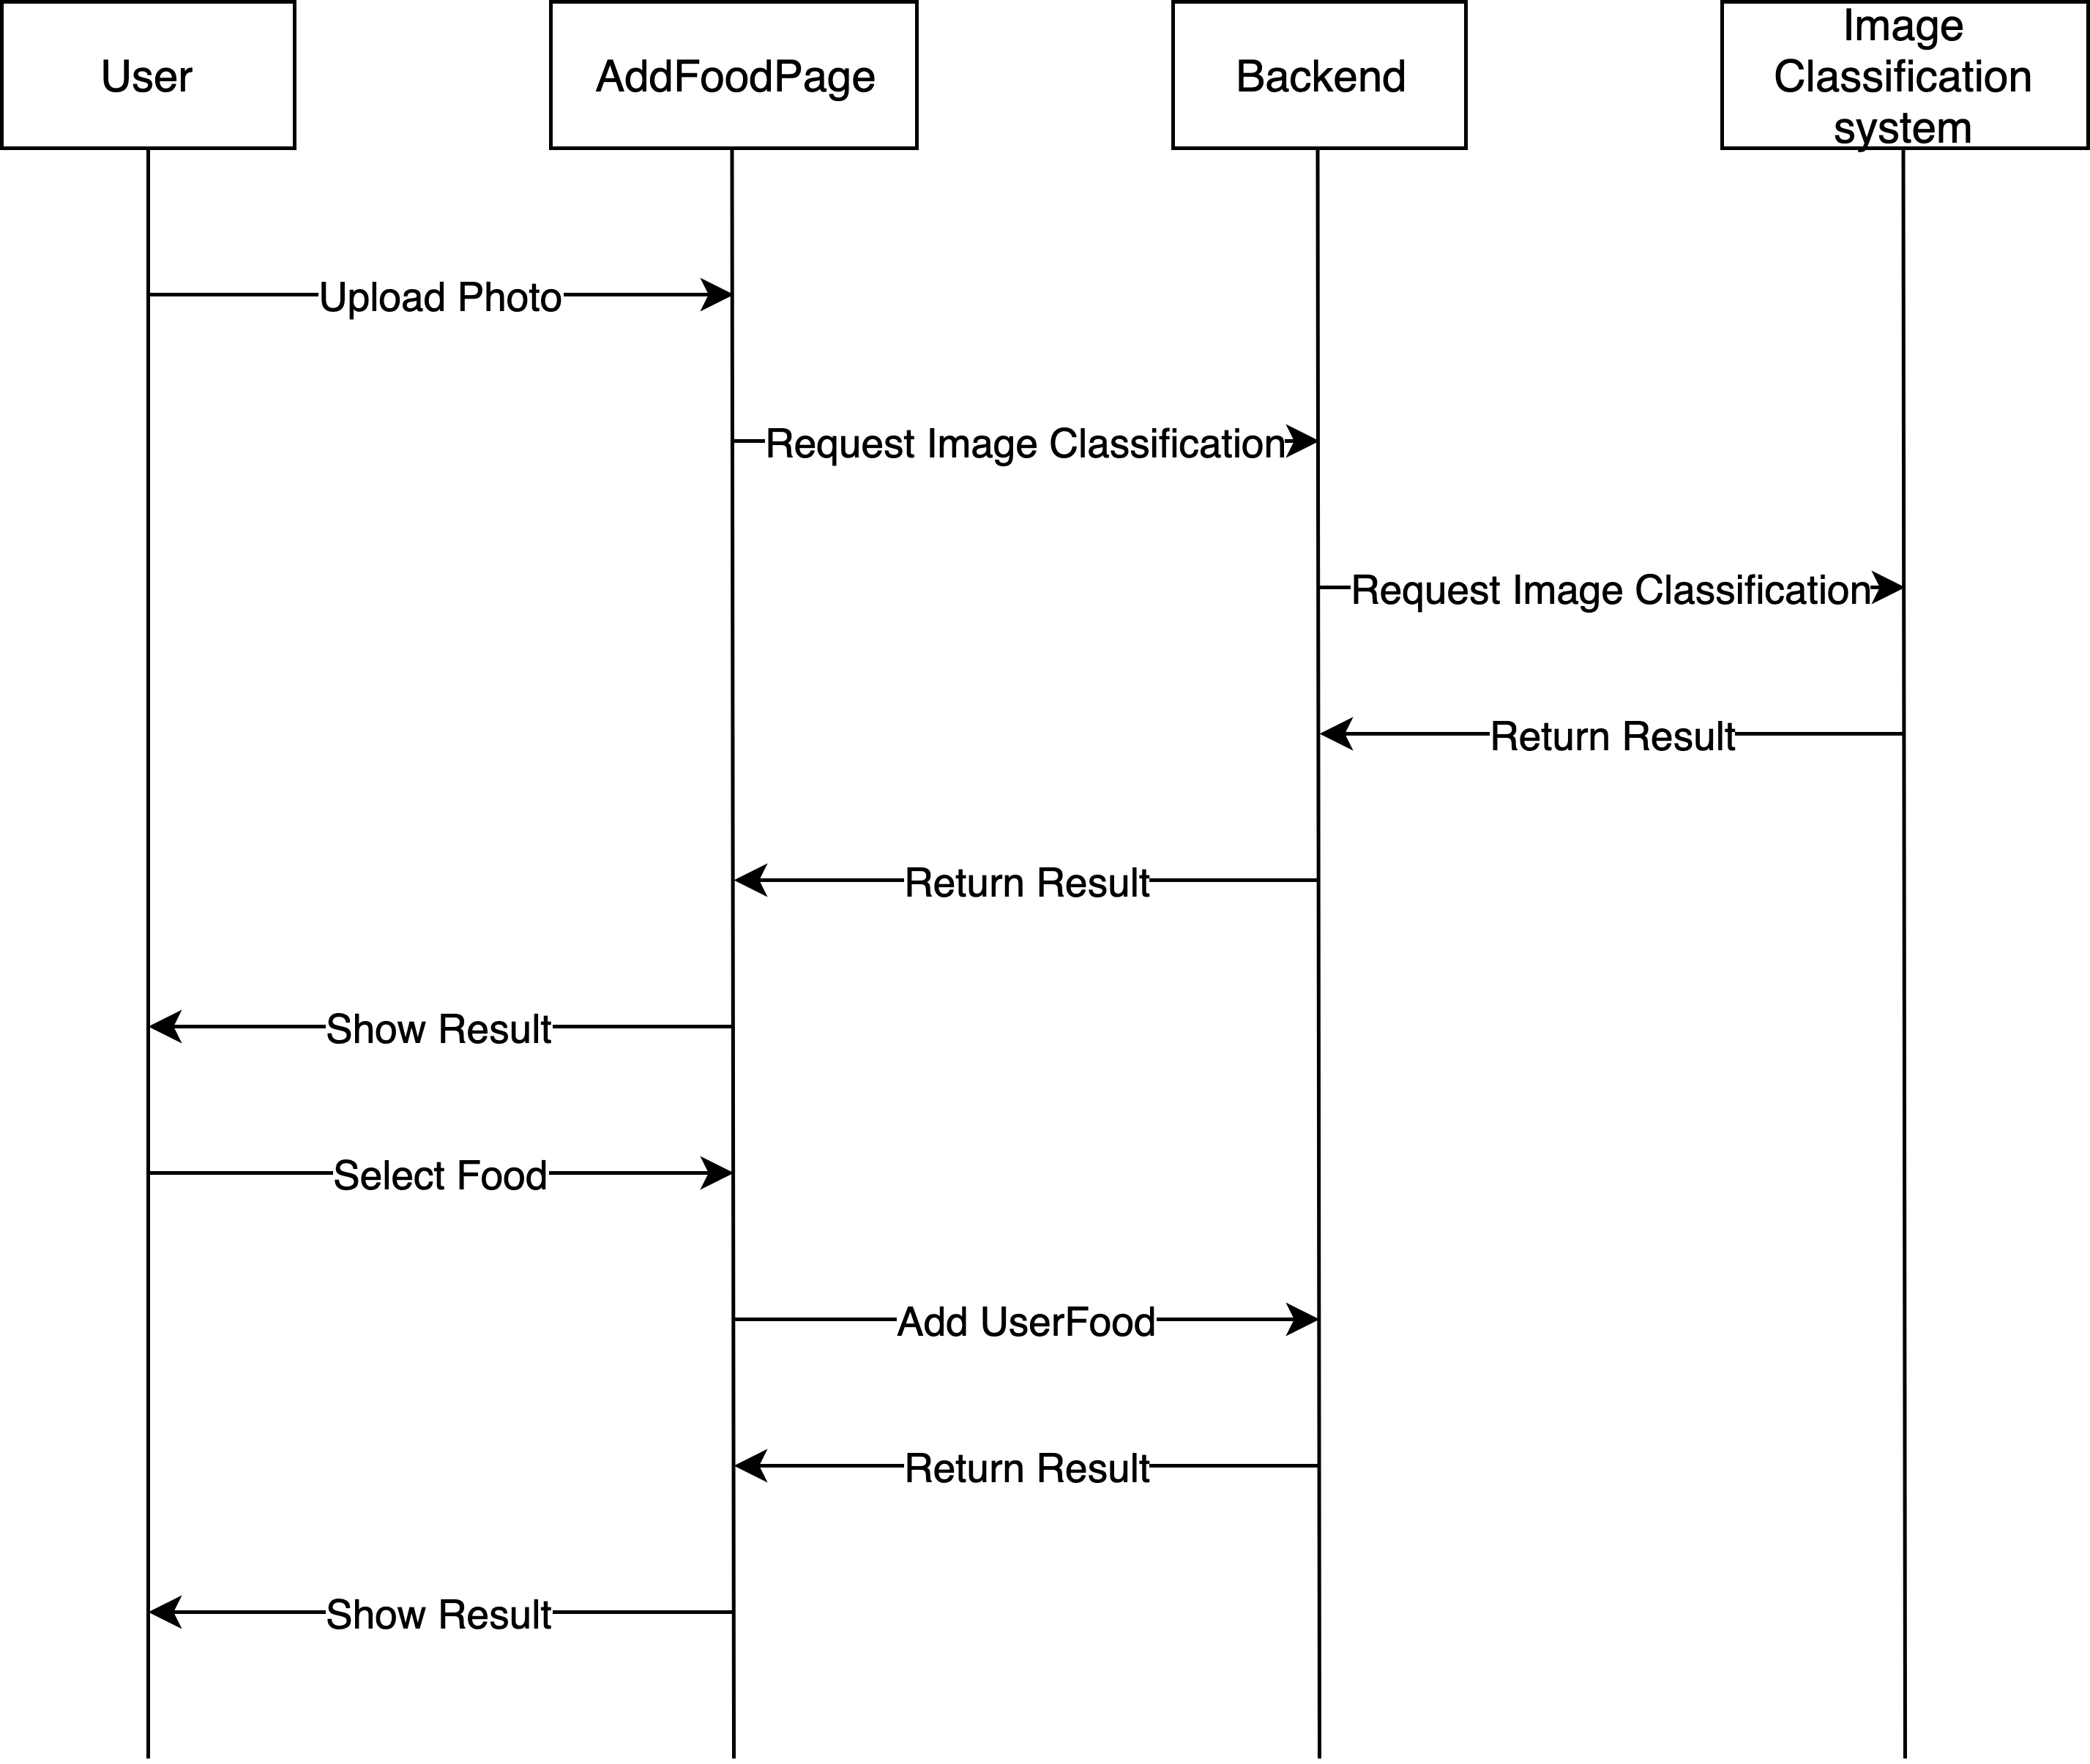 User
AddFoodPage
Backend
Image
Classification
system
Upload Photo
Request Image Classification
Request Image Classification
Return Result
Return Result
Show Result
Select Food
Add UserFood
Return Result
Show Result